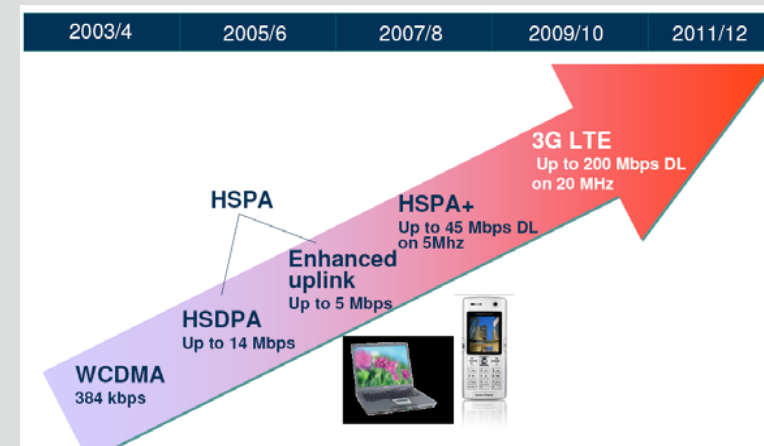 2003/4
2005/6
2007/8
2009/10
2011/12
3G LTE
Up to 200 Mbps DL
on 20 MHz
HSPA
HSPA+
Up to 45 Mbps DL
on 5Mhz
Enhanced
uplink
Up to 5 Mbps
HSDPA
Up to 14 Mbps
WCDMA
384 kbps